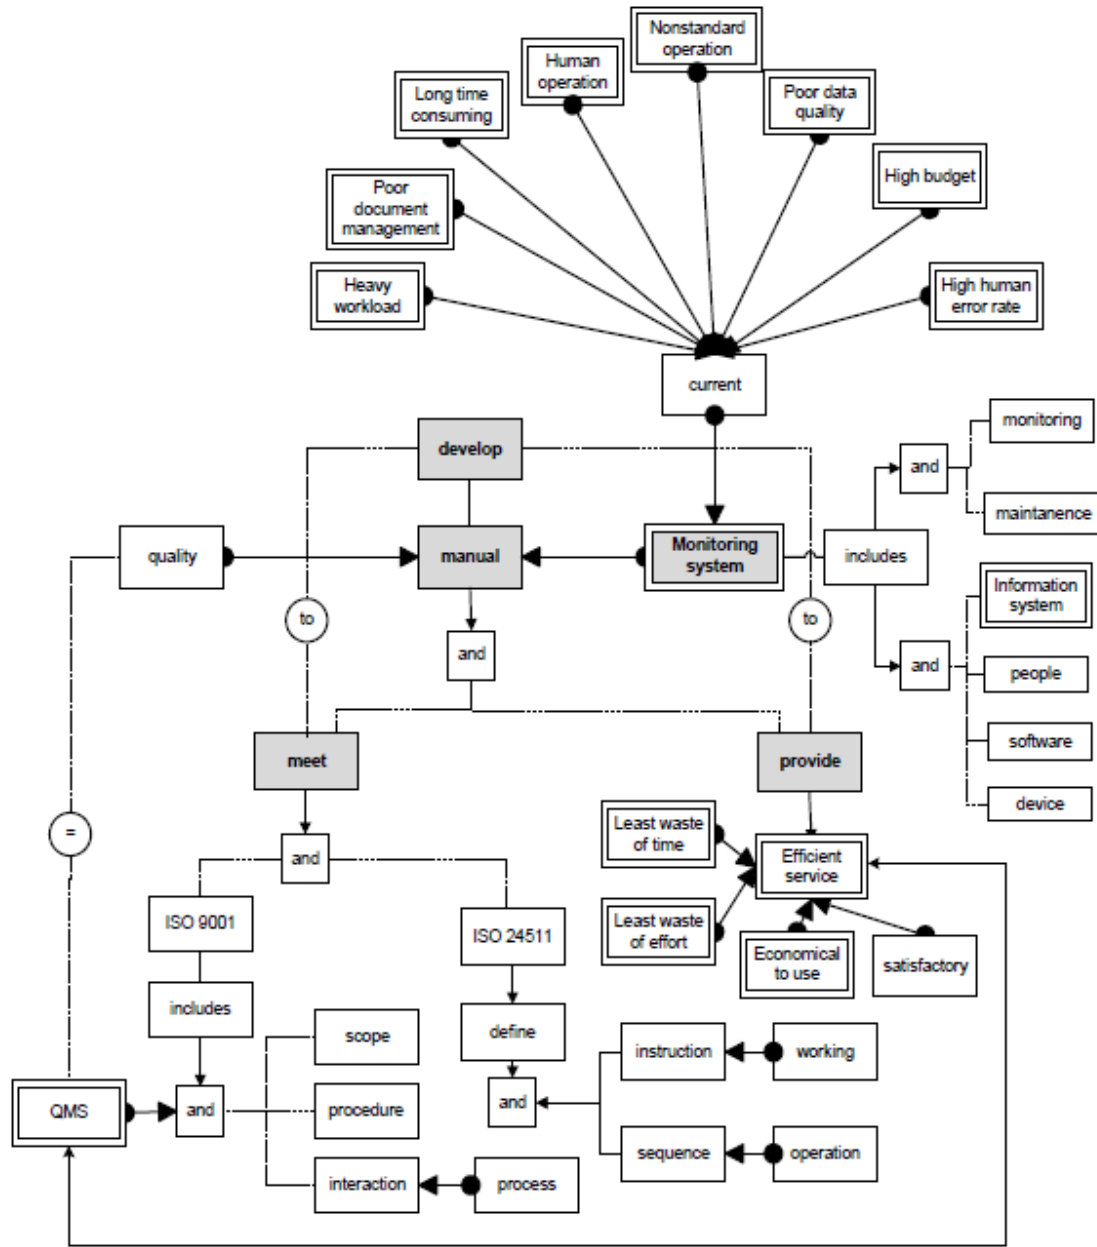 Nonstandard
operation
Human
operation
Long time
consuming
Poor data
quality
High budget
Poor
document
management
Heavy
workload
High human
error rate
current
develop
monitoring
and
maintanence
quality
manual
Monitoring
system
includes
Information
system
to
to
and
and
people
software
device
meet
provide
=
and
Least waste
of time
Efficient
service
ISO 9001
ISO 24511
Least waste
of effort
Economical
to use
satisfactory
includes
define
scope
instruction
working
QMS
and
procedure
and
sequence
operation
interaction
process